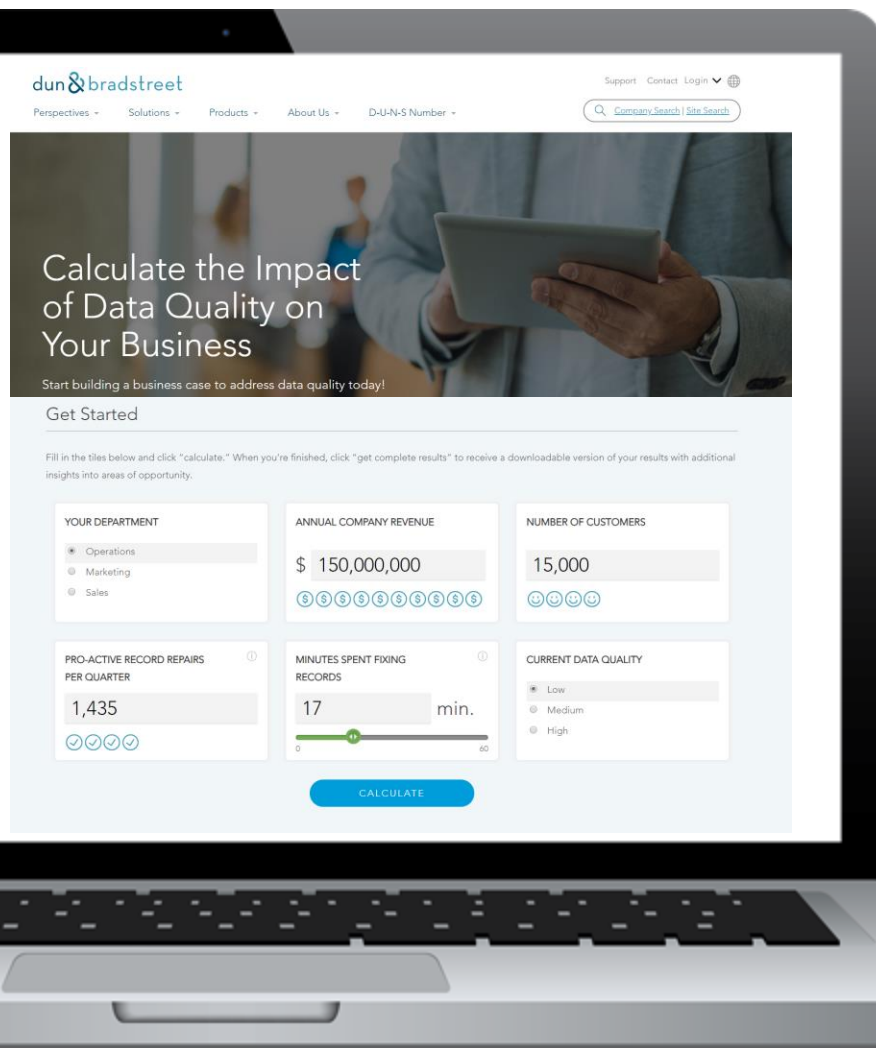 dun & bradstreet
Support Contact Login
Perspectives Solutions Products About Us D-U-N-S Number
Company Search | Site Search
Calculate the Impact
of Data Quality on
Your Business
Start building a business case to address data quality today!
Get Started
Fill in the tiles below and click "calculate." When you're finished, click "get complete results" to receive a downloadable version of your results with additional
insights into areas of opportunity.
YOUR DEPARTMENT
Operations
Marketing
Sales
ANNUAL COMPANY REVENUE
$ 150,000,000
NUMBER OF CUSTOMERS
15,000
PRO-ACTIVE RECORD REPAIRS
PER QUARTER
1,435
MINUTES SPENT FIXING
RECORDS
17 min.
0 60
CURRENT DATA QUALITY
Low
Medium
High
CALCULATE